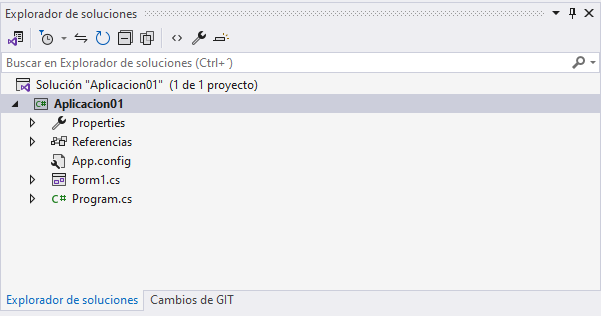 Explorador de soluciones
Buscar en Explorador de soluciones (Ctrl+´)
Solución "Aplicacion01" (1 de 1 proyecto)
C# Aplicacion01
Properties
Referencias
App.config
Form1.cs
C# Program.cs
Explorador de soluciones Cambios de GIT